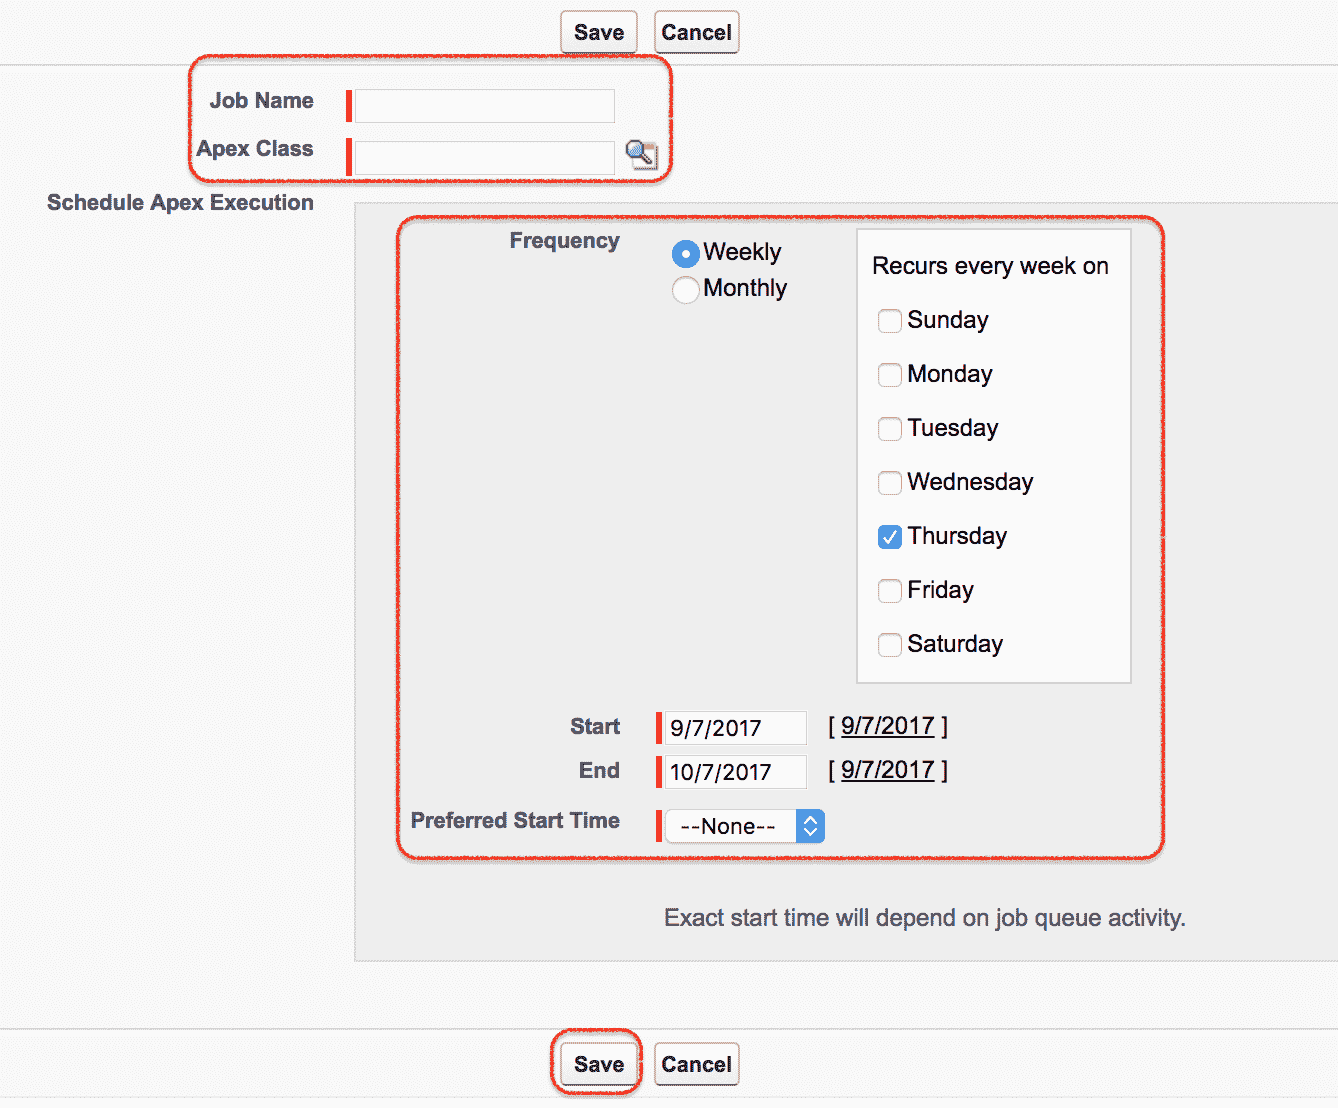 Save Cancel
Job Name
Apex Class
Schedule Apex Execution
Frequency
Weekly
Monthly
Recurs every week on
Sunday
Monday
Tuesday
Wednesday
Thursday
Friday
Saturday
Start 9/7/2017 [ 9/7/2017 ]
End 10/7/2017 [ 9/7/2017 ]
Preferred Start Time --None--
Exact start time will depend on job queue activity.
Save Cancel